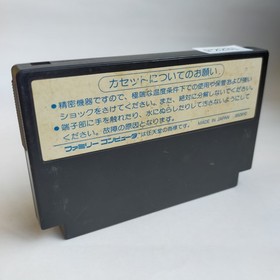 カセットについてのお願い
●精密機器ですので、極端な温度条件下での使用や保管および強い
ショックをさけてください。また、絶対に分解しないでください。
●端子部に手を触れたり、水にぬらしたりして汚さないようにして
ください。故障の原因となります。
ファミリーコンピュータは任天堂の商標です。
MADE IN JAPAN